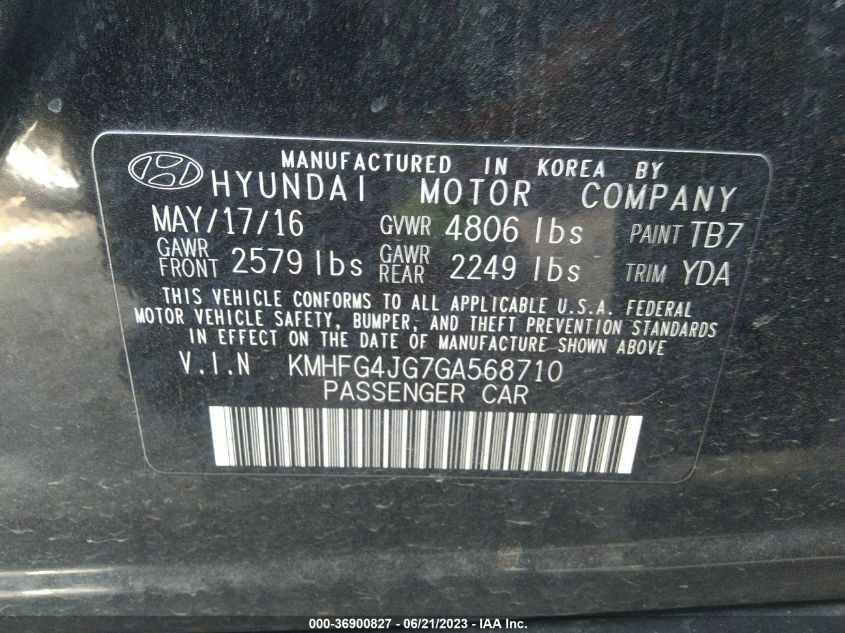 MANUFACTURED IN KOREA BY
HYUNDAI MOTOR COMPANY
MAY/17/16 GVWR 4806 lbs PAINT TB7
GAWR FRONT 2579 lbs GAWR REAR 2249 lbs TRIM YDA
THIS VEHICLE CONFORMS TO ALL APPLICABLE U.S.A. FEDERAL
MOTOR VEHICLE SAFETY, BUMPER, AND THEFT PREVENTION STANDARDS
IN EFFECT ON THE DATE OF MANUFACTURE SHOWN ABOVE
V.I.N KMHFG4JG7GA568710
PASSENGER CAR
000-36900827 - 06/21/2023 - IAA Inc.